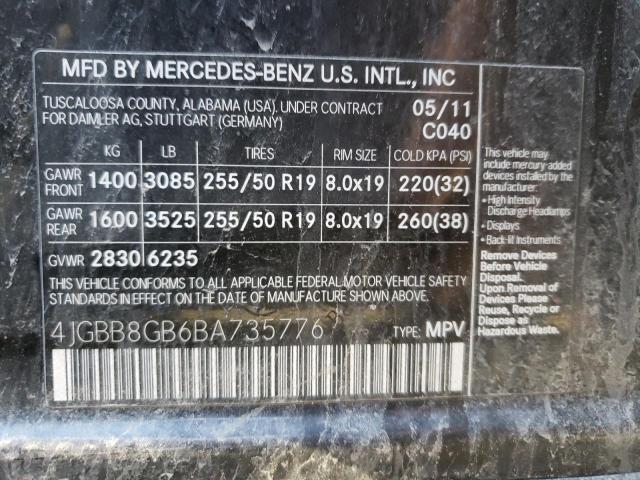 MFD BY MERCEDES-BENZ U.S. INTL., INC
TUSCALOOSA COUNTY, ALABAMA (USA). UNDER CONTRACT 05/11
FOR DAIMLER AG, STUTTGART (GERMANY) C040
KG LB TIRES RIM SIZE COLD KPA (PSI)
GAWR FRONT 1400 3085 255/50 R19 8.0x19 220(32)
GAWR REAR 1600 3525 255/50 R19 8.0x19 260(38)
GVWR 2830 6235
THIS VEHICLE CONFORMS TO ALL APPLICABLE FEDERAL MOTOR VEHICLE SAFETY
STANDARDS IN EFFECT ON THE DATE OF MANUFACTURE SHOWN ABOVE.
4JGBB8GB6BA735776 TYPE: MPV
This vehicle may
include mercury-added
devices installed by the
manufacturer:
• High Intensity
Discharge Headlamps
• Displays
• Back-lit Instruments
Remove Devices
Before Vehicle
Disposal.
Upon Removal of
Devices Please
Reuse, Recycle or
Dispose as
Hazardous Waste.